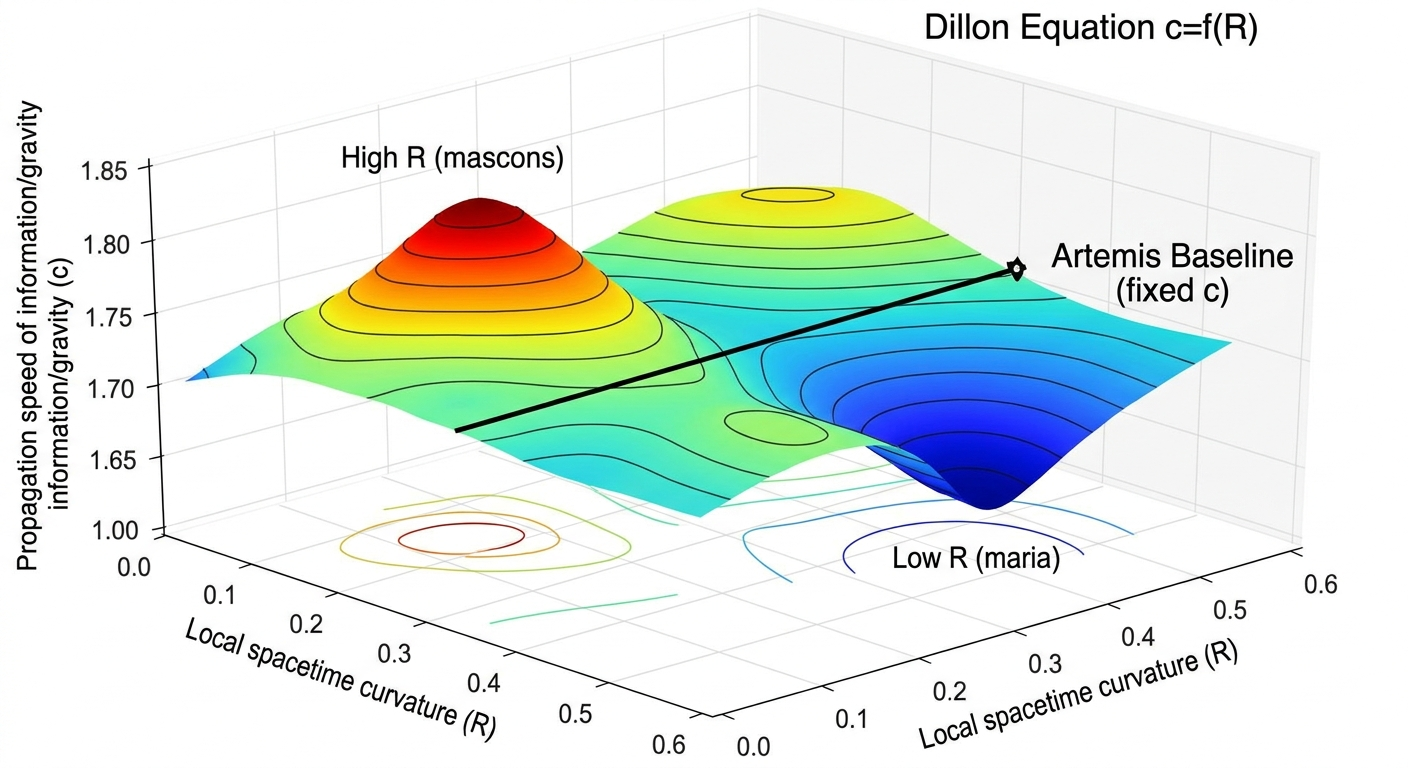 Dillon Equation c=f(R)
High R (mascons)
Artemis Baseline
(fixed c)
Low R (maria)
Propagation speed of information/gravity
information/gravity (c)
1.85
1.80
1.75
1.70
1.65
1.00
0.0
0.1
0.2
0.3
0.4
0.5
0.6
Local spacetime curvature (R)
0.0
0.1
0.2
0.3
0.4
0.5
0.6
Local spacetime curvature (R)